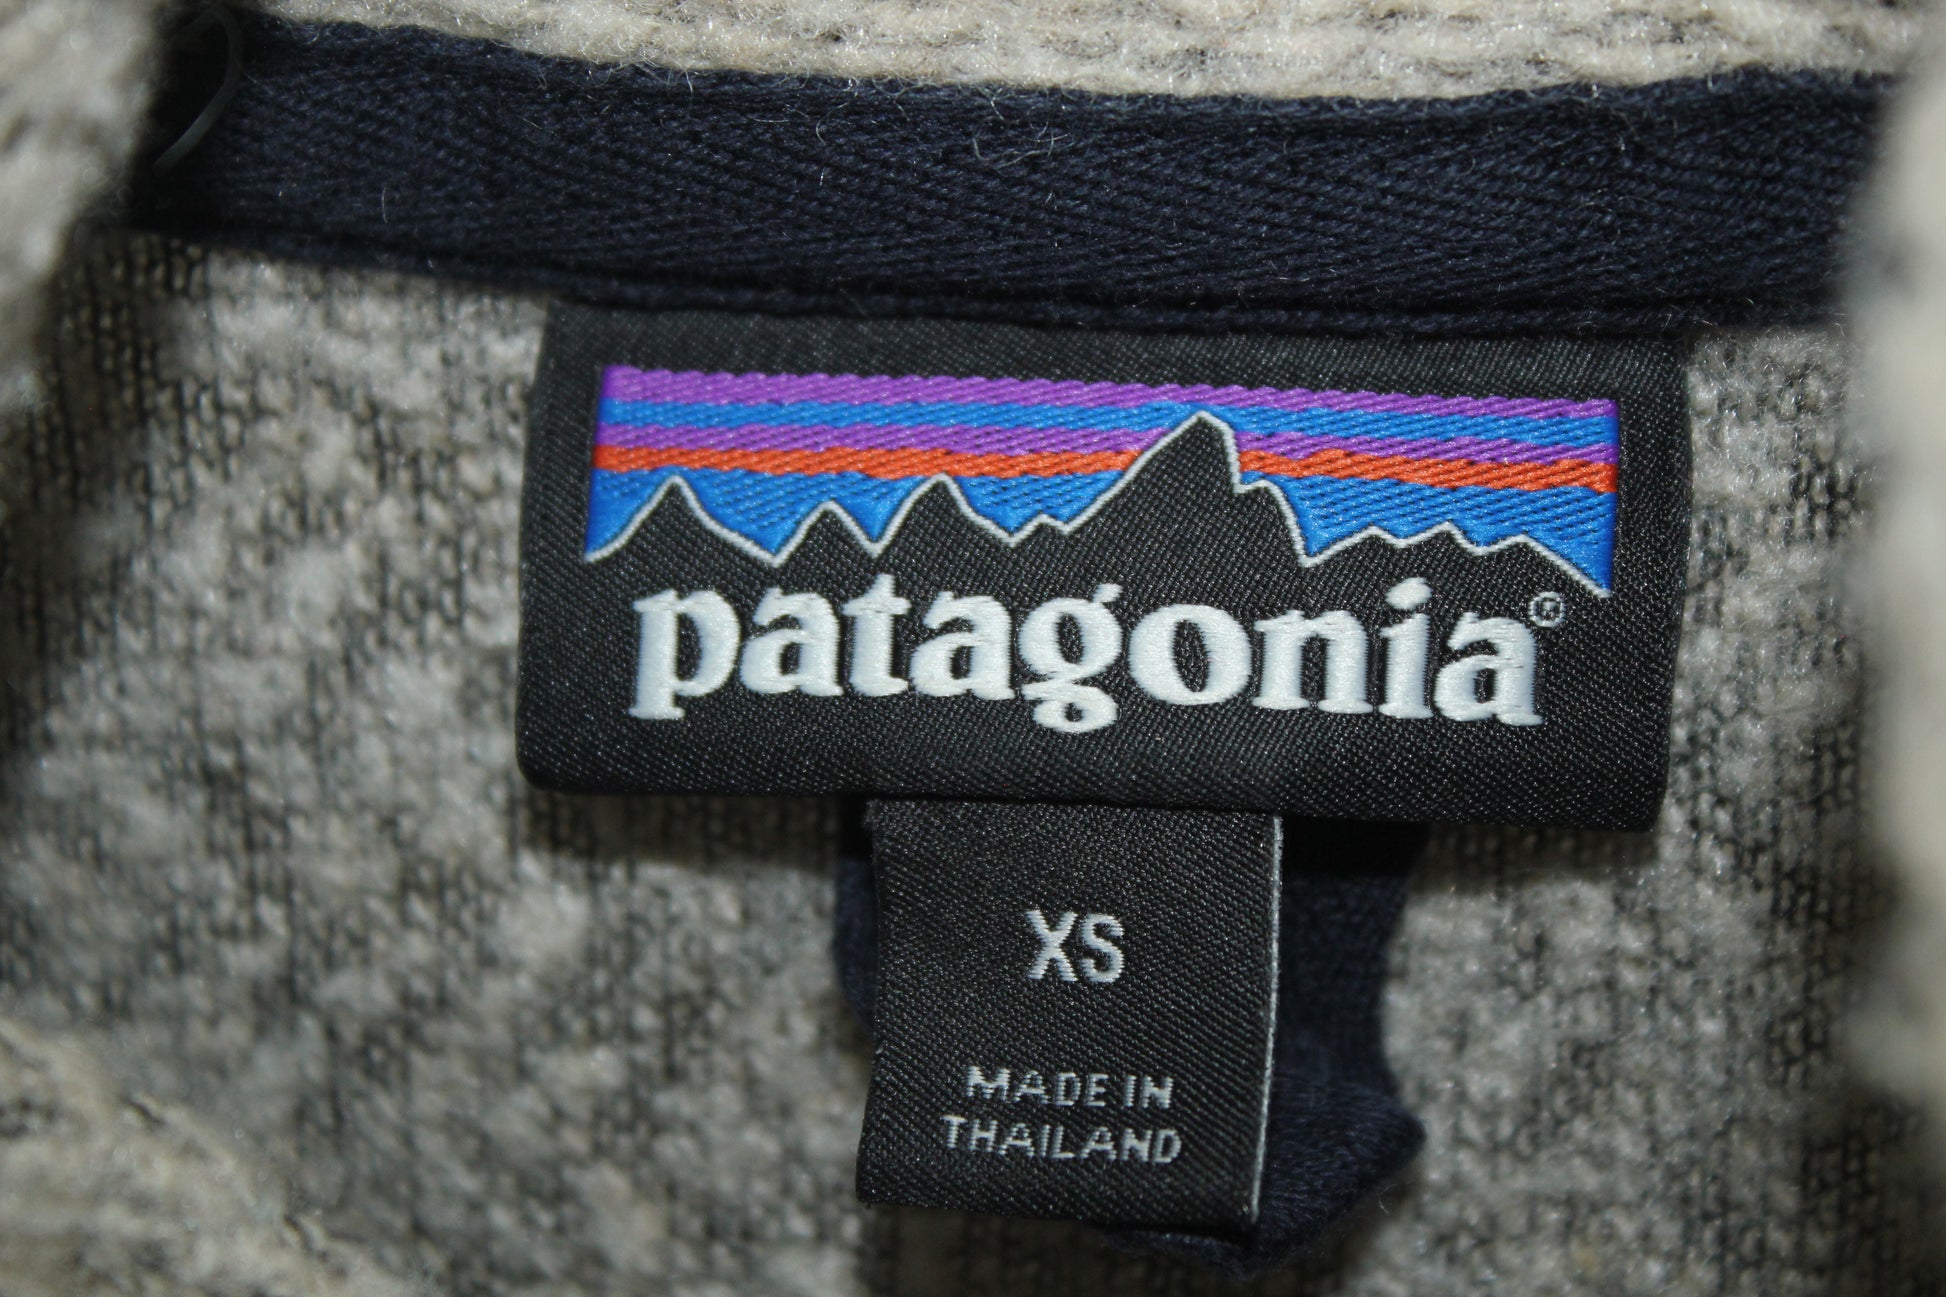 patagonia®
XS
MADE IN
THAILAND